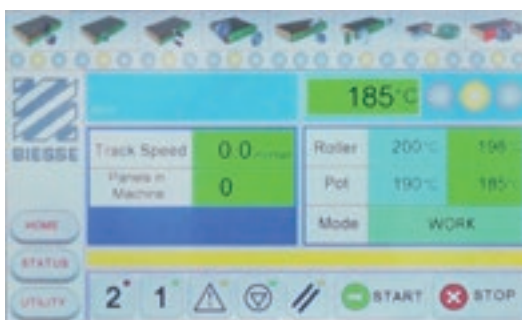 185°C
BIESSE
Track Speed 0.0
Roller 200°C 198°C
Panels in Machine 0
Pot 190°C 185°C
Mode WORK
HOME
STATUS
UTILITY
2 1 START STOP